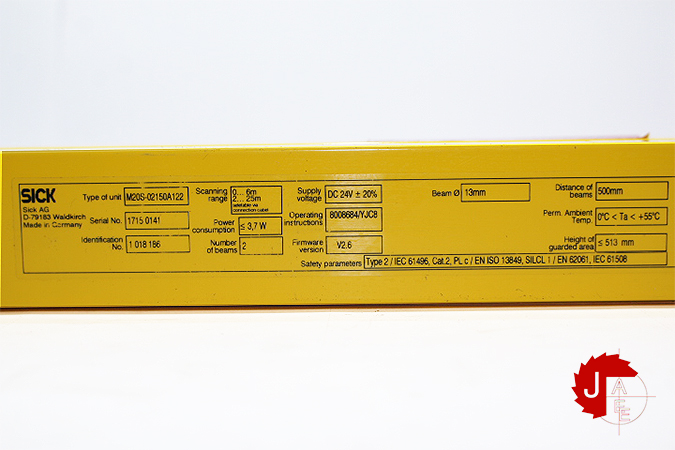 SICK
Sick AG
D-79183 Waldkirch
Made in Germany
Type of unit M20S-02150A122
Serial No. 1715 0141
Identification No. 1 018 186
Scanning range 0... 6m
2... 25m
selectable via
connection cabel
Power consumption ≤ 3,7 W
Number of beams 2
Supply voltage DC 24V ± 20%
Operating instructions 8008684/YJC8
Firmware version V2.6
Beam Ø 13mm
Distance of beams 500mm
Perm. Ambient Temp. 0°C < Ta < +55°C
Height of guarded area ≤ 513 mm
Safety parameters Type 2 / IEC 61496, Cat.2, PL c / EN ISO 13849, SILCL 1 / EN 62061, IEC 61508
J
A
E
E